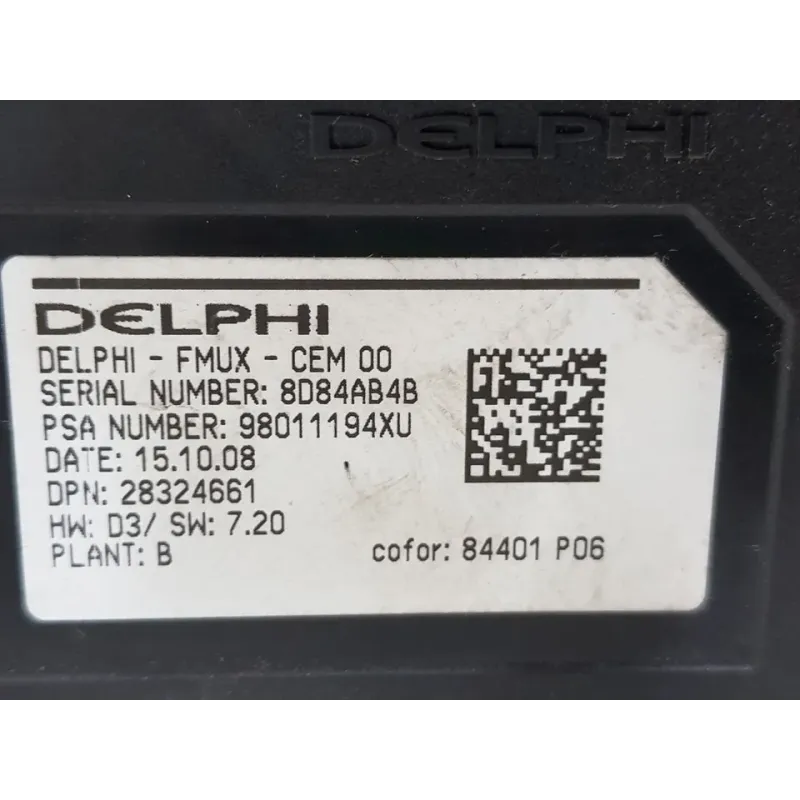 DELPHI
DELPHI
DELPHI - FMUX - CEM 00
SERIAL NUMBER: 8D84AB4B
PSA NUMBER: 98011194XU
DATE: 15.10.08
DPN: 28324661
HW: D3/ SW: 7.20
PLANT: B
cofor: 84401 P06